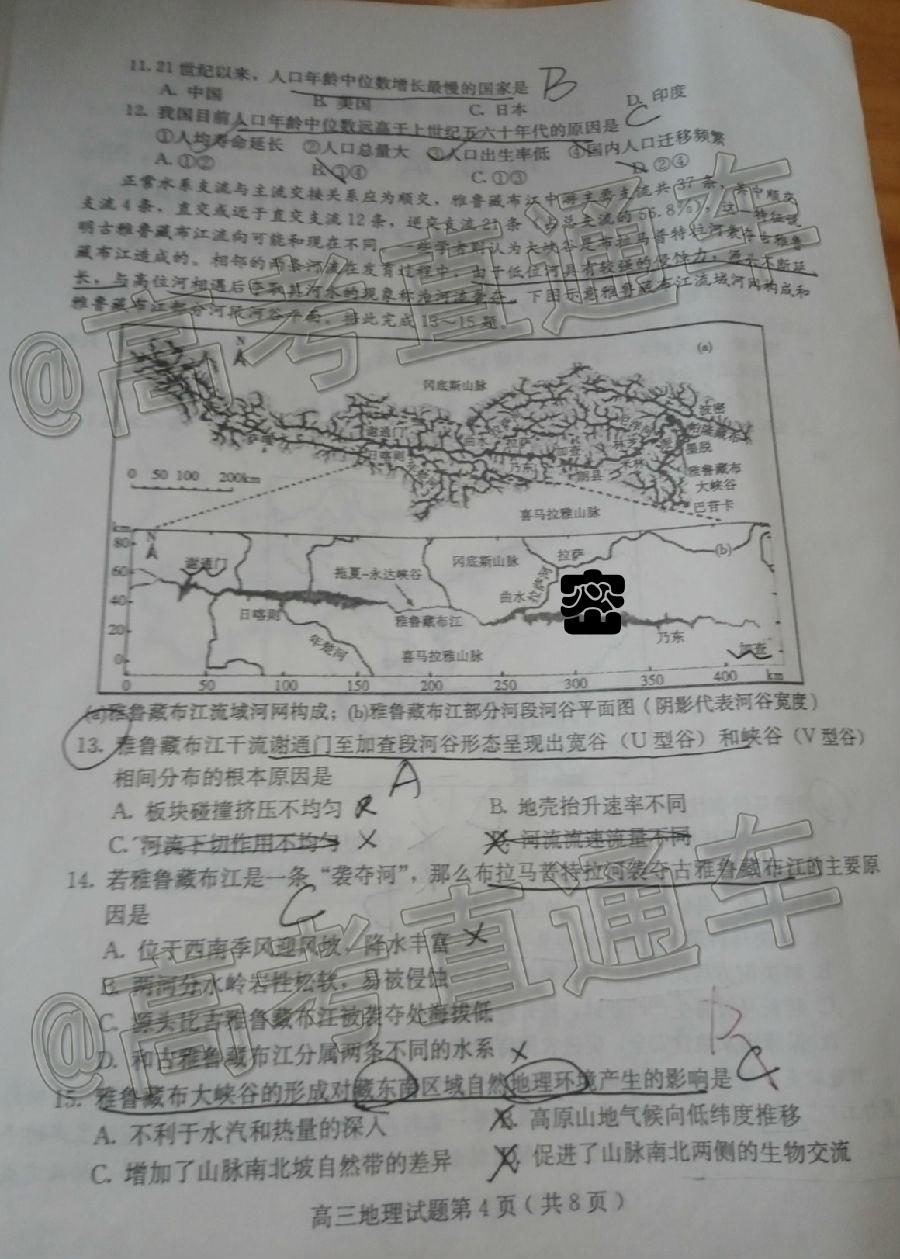 11. 21世纪以来，人口年龄中位数增长最慢的国家是 B
A. 中国 B. 美国 C. 日本 D. 印度
12. 我国目前人口年龄中位数远高于上世纪五六十年代的原因是 C
①人均寿命延长 ②人口总量大 ③人口出生率低 ④国内人口迁移频繁
A. ①② B. ③④ C. ①③ D. ②④
正常水系支流与主流交接关系应为顺交，雅鲁藏布江中游主要支流共37条，其中顺交
支流4条，直交或近于直交支流12条，逆交支流21条（占总支流的56.8%），这一特征说
明古雅鲁藏布江流向可能和现在不同，一些学者则认为大峡谷是布拉马普特拉河袭夺古雅鲁
藏布江造成的。相邻的两条河流在发育过程中，由于低位河具有较强的侵蚀力，源头不断延
长，与高位河相遇后夺取其河水的现象称为河流袭夺。下图示意雅鲁藏布江流域河网构成和
雅鲁藏布江部分河段河谷平面。据此完成13～15题。
N
(a)
冈底斯山脉
谢通门
日喀则
曲水
拉萨
乃东
加查
朗县
米林
林芝
波密
墨脱
雅鲁藏布
大峡谷
巴昔卡
喜马拉雅山脉
0 50 100 200km
km
80
60
40
20
0
N
(b)
谢通门
日喀则
年楚河
拖夏-永达峡谷
冈底斯山脉
雅鲁藏布江
喜马拉雅山脉
拉萨
拉萨河
曲水
密
乃东
加查
0 50 100 150 200 250 300 350 400 km
(a)雅鲁藏布江流域河网构成；(b)雅鲁藏布江部分河段河谷平面图（阴影代表河谷宽度）
13. 雅鲁藏布江干流谢通门至加查段河谷形态呈现出宽谷（U型谷）和峡谷（V型谷）
相间分布的根本原因是 A
A. 板块碰撞挤压不均匀 B. 地壳抬升速率不同
C. 河流下切作用不均匀 D. 河流流速流量不同
14. 若雅鲁藏布江是一条“袭夺河”，那么布拉马普特拉河袭夺古雅鲁藏布江的主要原
因是 C
A. 位于西南季风迎风坡，降水丰富
B. 两河分水岭岩性松软，易被侵蚀
C. 源头比古雅鲁藏布江被袭夺处海拔低
D. 和古雅鲁藏布江分属两条不同的水系
15. 雅鲁藏布大峡谷的形成对藏东南区域自然地理环境产生的影响是 C
A. 不利于水汽和热量的深入 B. 高原山地气候向低纬度推移
C. 增加了山脉南北坡自然带的差异 D. 促进了山脉南北两侧的生物交流
高三地理试题第4页（共8页）
@高考直通车
@高考直通车